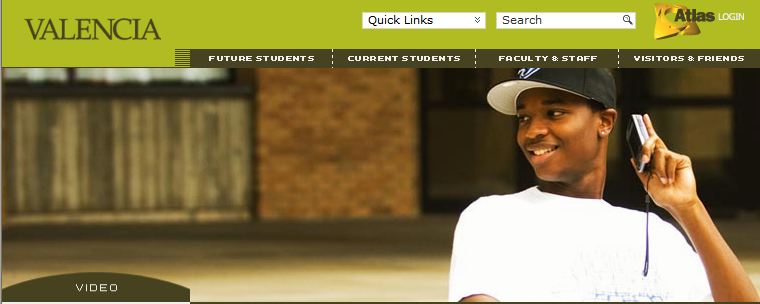 VALENCIA
Quick Links
Search
Atlas LOGIN
FUTURE STUDENTS
CURRENT STUDENTS
FACULTY & STAFF
VISITORS & FRIENDS
VIDEO